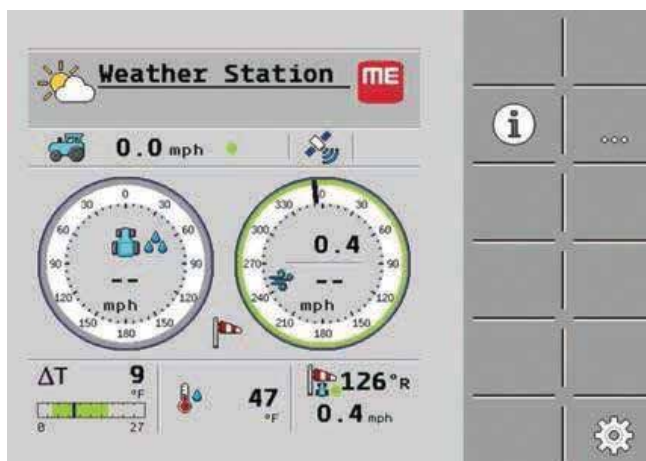 Weather Station ME
0.0 mph
0
30 30
60 60
90 90
120 120
150 150
180
--
mph
0
330 30
300 60
270 90
240 120
210 150
180
0.4
--
mph
ΔT 9
°F
0 27
47
°F
126°R
0.4 mph
i